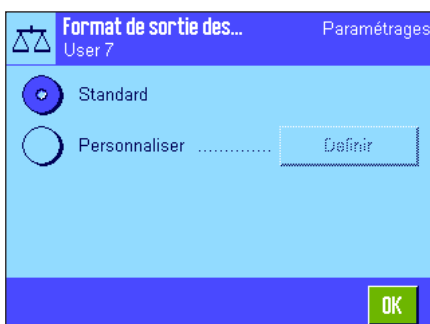 Format de sortie des... Paramétrages
User 7
Standard
Personnaliser ............. Définir
OK